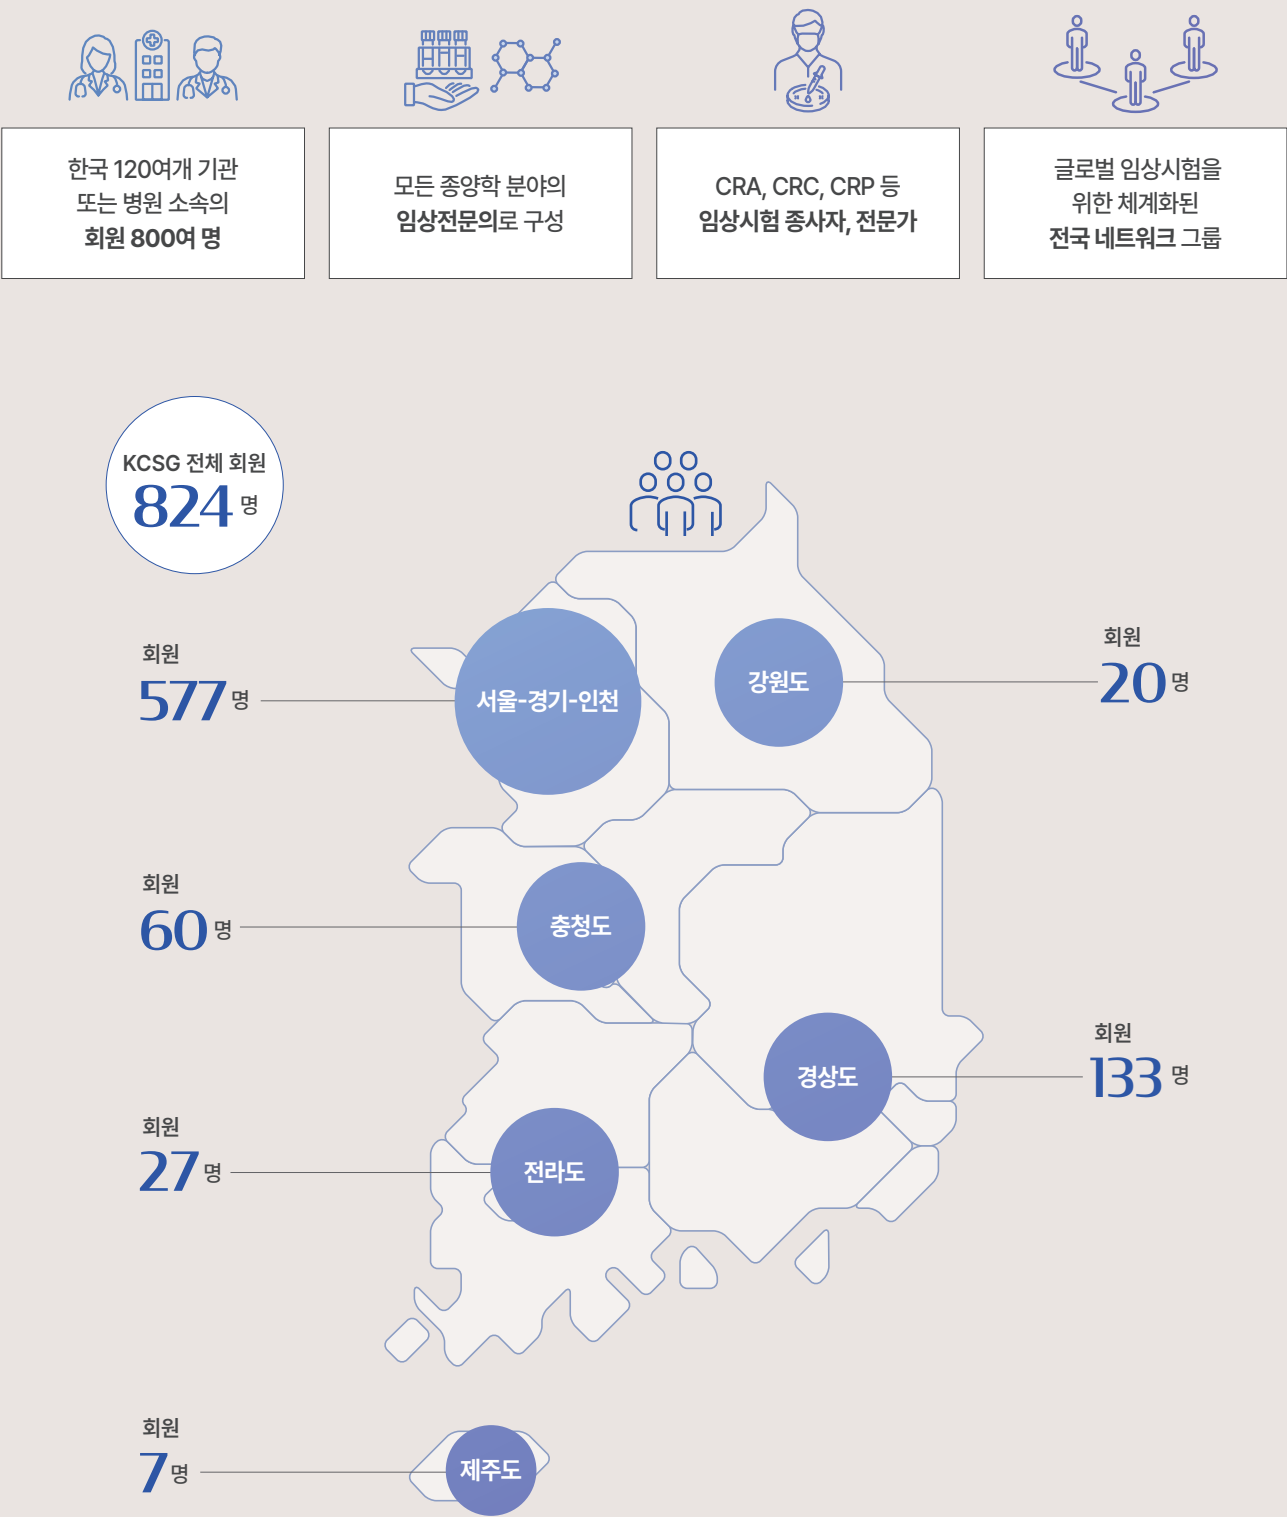 한국 120여개 기관
또는 병원 소속의
회원 800여 명
모든 종양학 분야의
임상전문의로 구성
CRA, CRC, CRP 등
임상시험 종사자, 전문가
글로벌 임상시험을
위한 체계화된
전국 네트워크 그룹
KCSG 전체 회원
824 명
회원
577 명
서울-경기-인천
강원도
회원
20 명
회원
60 명
충청도
경상도
회원
133 명
회원
27 명
전라도
회원
7 명
제주도